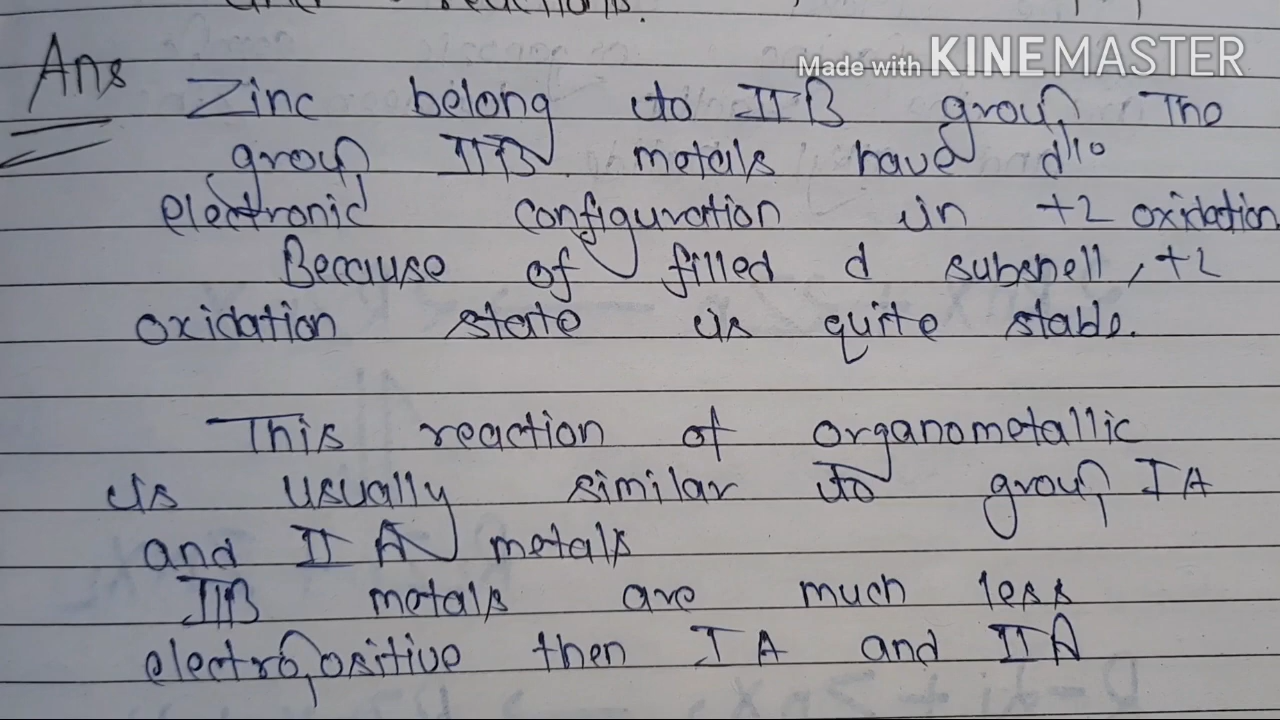 Made with KINEMASTER
Ans Zinc belong to IIB group The
group IIB metals have d10
electronic configuration in +2 oxidation
Because of filled d subshell, +2
oxidation state is quite stable.
This reaction of organometallic
is usually similar to group IA
and II A metals
IIB metals are much less
electropositive then IA and IIA